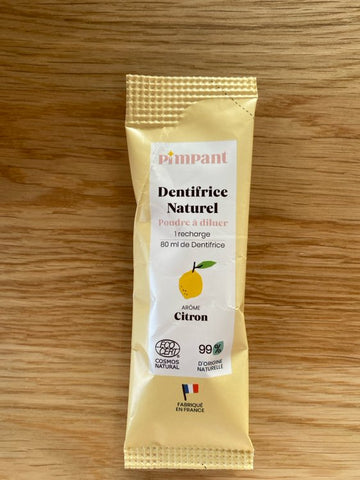 Pimpant
Dentifrice
Naturel
Poudre à diluer
1 recharge
80 ml de Dentifrice
ARÔME
Citron
ECO
CERT
COSMOS
NATURAL
99%
D'ORIGINE
NATURELLE
FABRIQUÉ
EN FRANCE